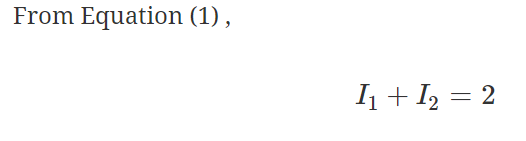 From Equation (1) ,
I₁ + I₂ = 2